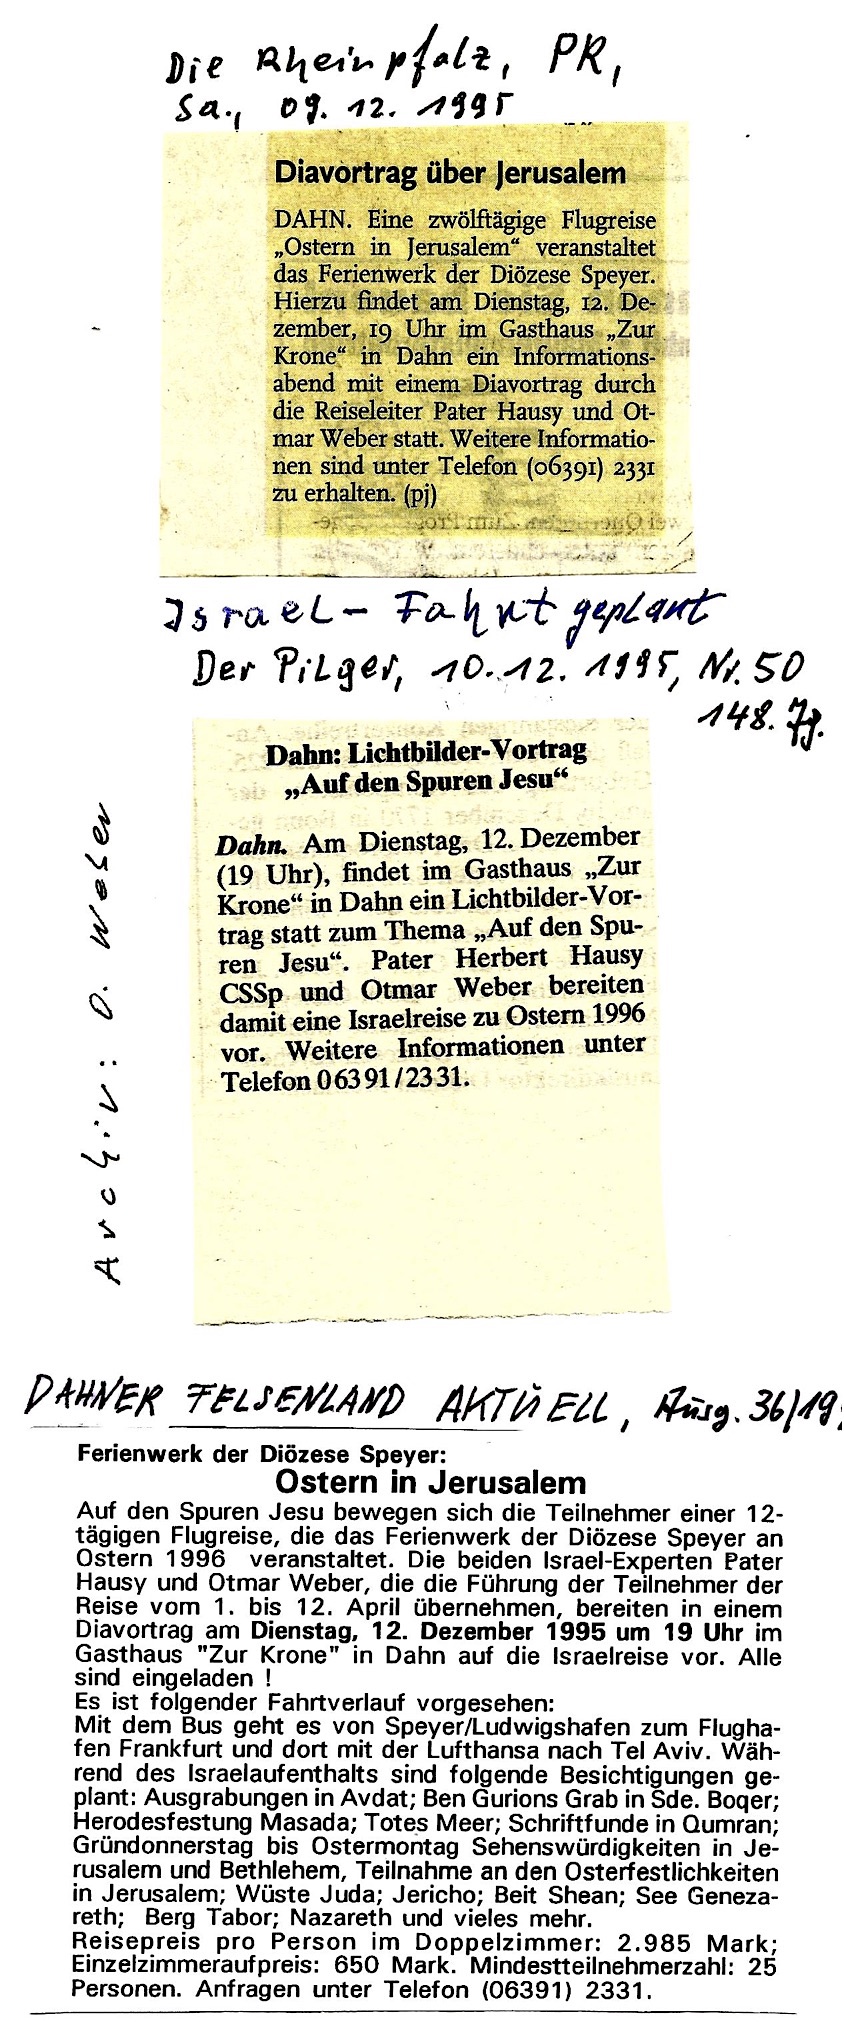 Die Rheinpfalz, PR,
Sa., 09. 12. 1995
Diavortrag über Jerusalem
DAHN. Eine zwölftägige Flugreise
„Ostern in Jerusalem“ veranstaltet
das Ferienwerk der Diözese Speyer.
Hierzu findet am Dienstag, 12. De-
zember, 19 Uhr im Gasthaus „Zur
Krone“ in Dahn ein Informations-
abend mit einem Diavortrag durch
die Reiseleiter Pater Hausy und Ot-
mar Weber statt. Weitere Informatio-
nen sind unter Telefon (06391) 2331
zu erhalten. (pj)
Israel - Fahrt geplant
Der Pilger, 10. 12. 1995, Nr. 50
148. Jg.
Dahn: Lichtbilder-Vortrag
„Auf den Spuren Jesu“
Dahn. Am Dienstag, 12. Dezember
(19 Uhr), findet im Gasthaus „Zur
Krone“ in Dahn ein Lichtbilder-Vor-
trag statt zum Thema „Auf den Spu-
ren Jesu“. Pater Herbert Hausy
CSSp und Otmar Weber bereiten
damit eine Israelreise zu Ostern 1996
vor. Weitere Informationen unter
Telefon 0 63 91 / 23 31.
Archiv: O. Weber
DAHNER FELSENLAND AKTUELL, Ausg. 36/199
Ferienwerk der Diözese Speyer:
Ostern in Jerusalem
Auf den Spuren Jesu bewegen sich die Teilnehmer einer 12-
tägigen Flugreise, die das Ferienwerk der Diözese Speyer an
Ostern 1996 veranstaltet. Die beiden Israel-Experten Pater
Hausy und Otmar Weber, die die Führung der Teilnehmer der
Reise vom 1. bis 12. April übernehmen, bereiten in einem
Diavortrag am Dienstag, 12. Dezember 1995 um 19 Uhr im
Gasthaus "Zur Krone" in Dahn auf die Israelreise vor. Alle
sind eingeladen !
Es ist folgender Fahrtverlauf vorgesehen:
Mit dem Bus geht es von Speyer/Ludwigshafen zum Flugha-
fen Frankfurt und dort mit der Lufthansa nach Tel Aviv. Wäh-
rend des Israelaufenthalts sind folgende Besichtigungen ge-
plant: Ausgrabungen in Avdat; Ben Gurions Grab in Sde. Boqer;
Herodesfestung Masada; Totes Meer; Schriftfunde in Qumran;
Gründonnerstag bis Ostermontag Sehenswürdigkeiten in Je-
rusalem und Bethlehem, Teilnahme an den Osterfestlichkeiten
in Jerusalem; Wüste Juda; Jericho; Beit Shean; See Geneza-
reth; Berg Tabor; Nazareth und vieles mehr.
Reisepreis pro Person im Doppelzimmer: 2.985 Mark;
Einzelzimmeraufpreis: 650 Mark. Mindestteilnehmerzahl: 25
Personen. Anfragen unter Telefon (06391) 2331.